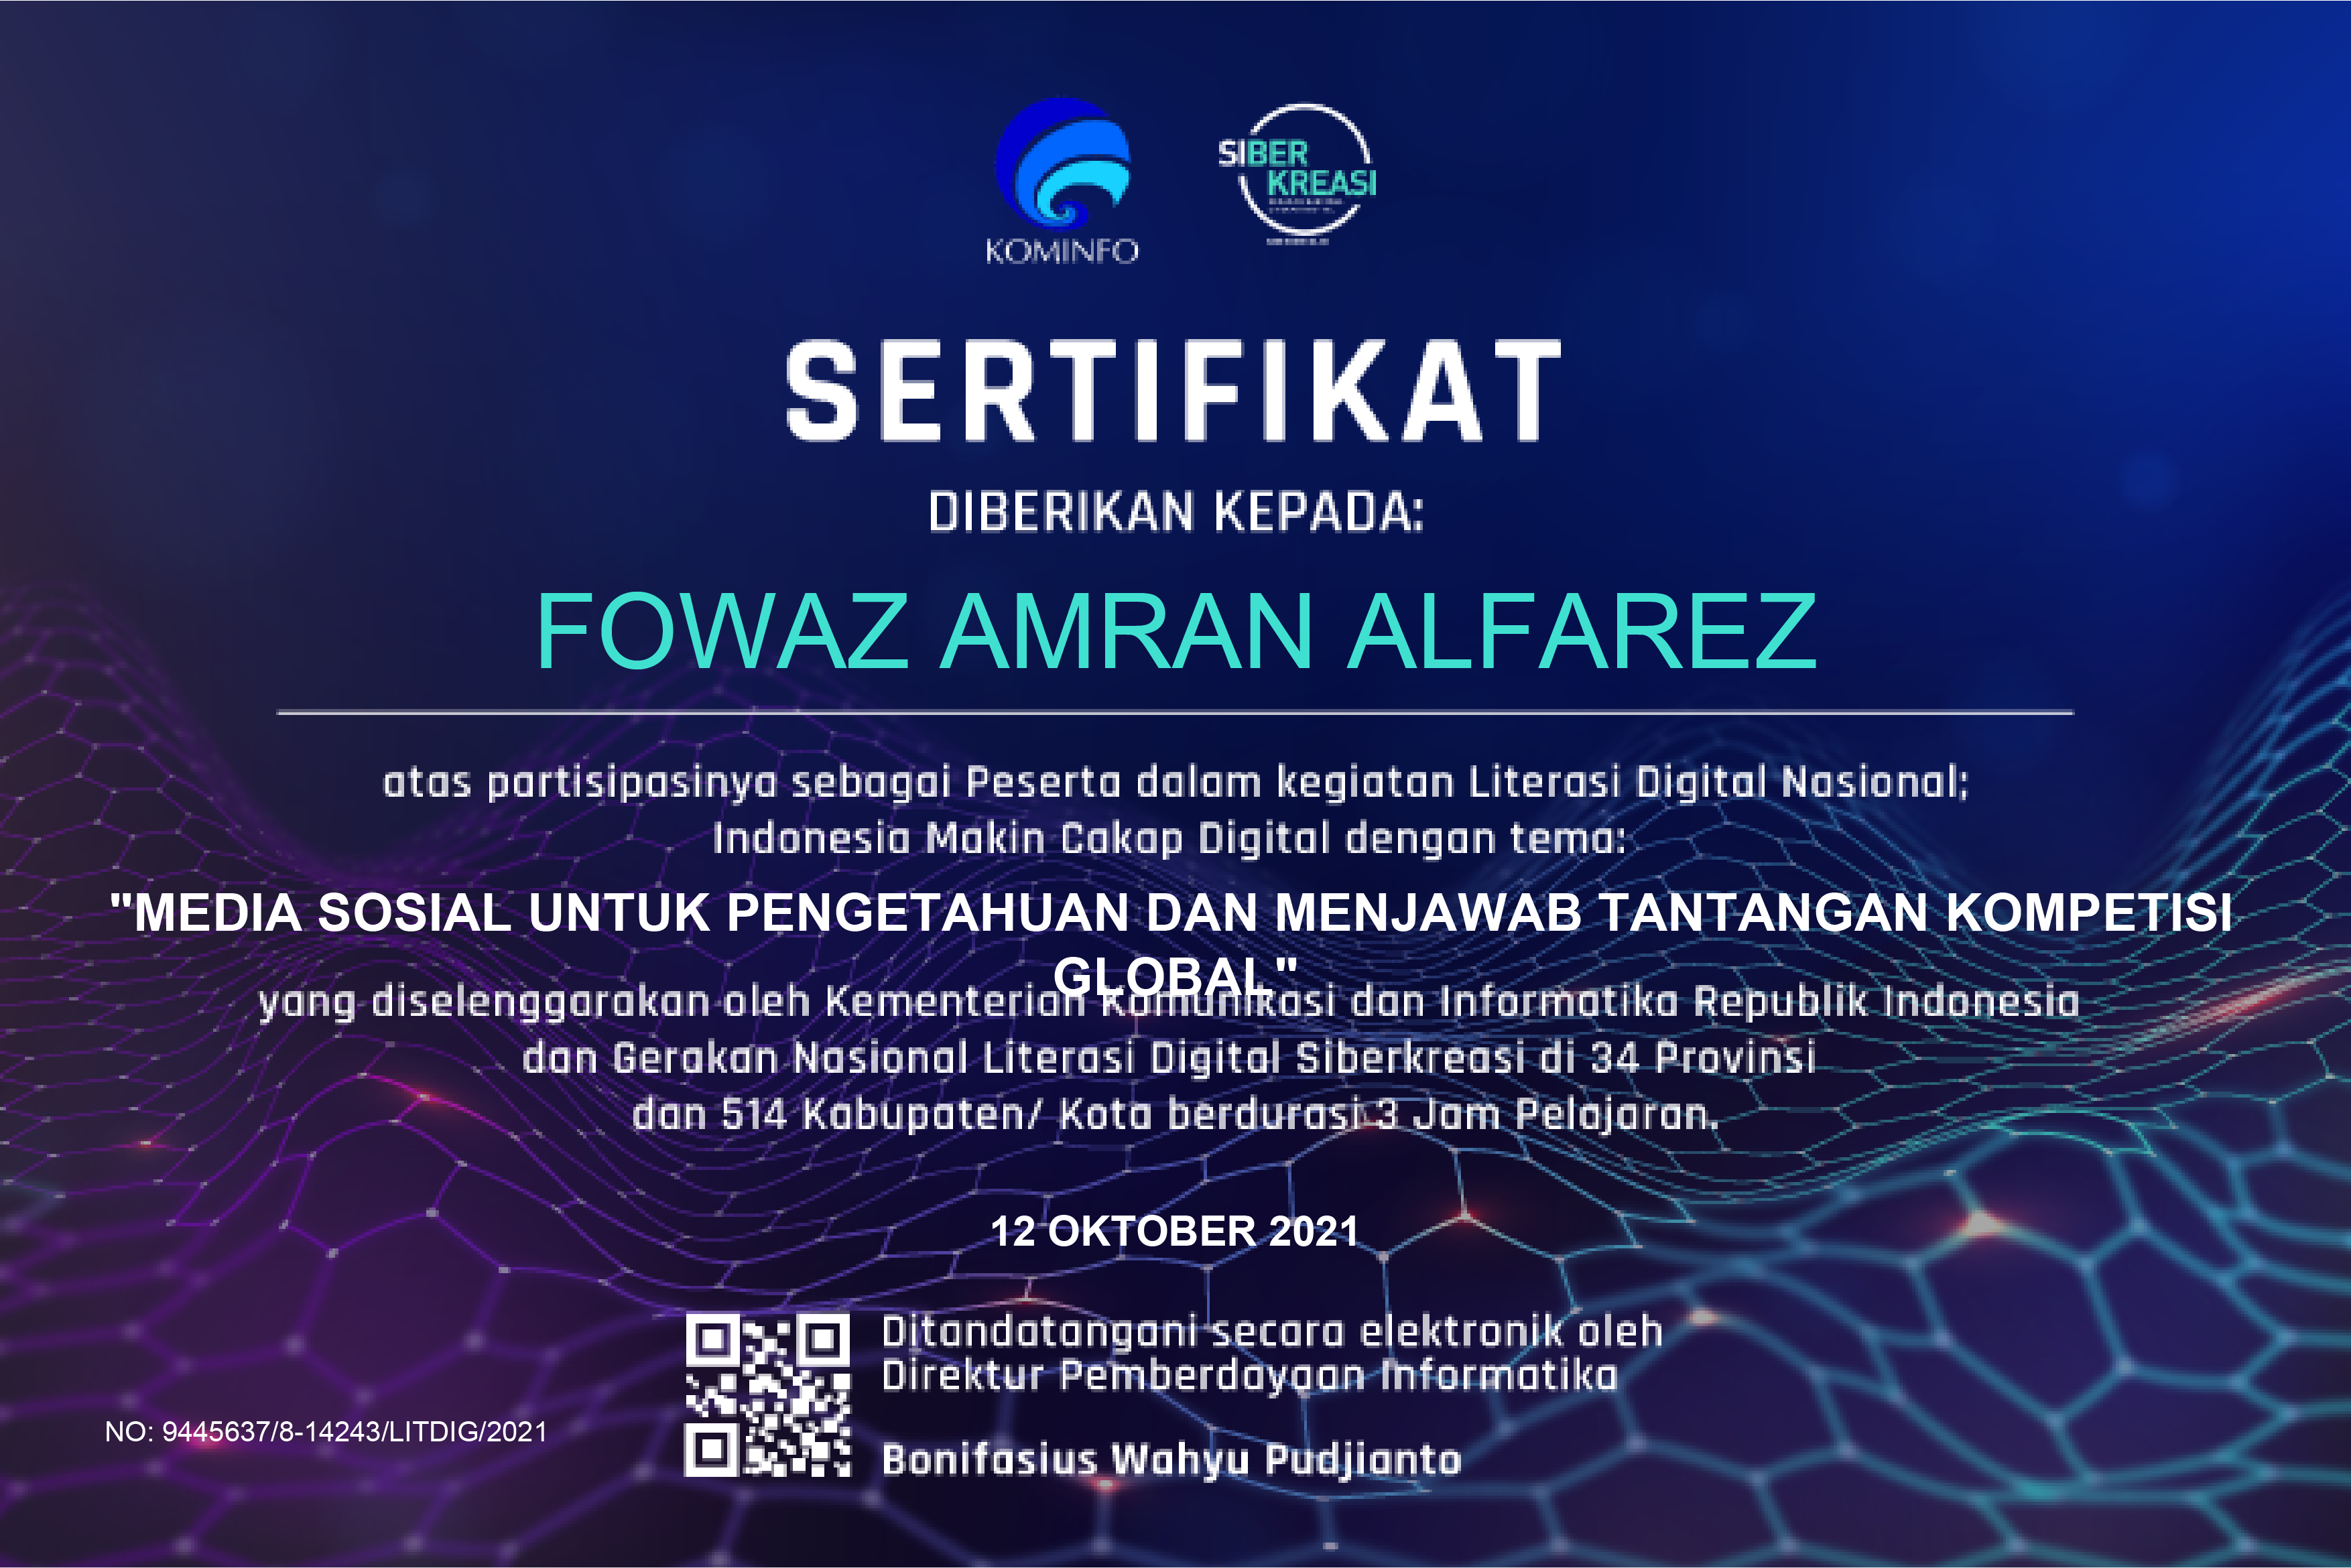 KOMINFO
SIBER
KREASI
SERTIFIKAT
DIBERIKAN KEPADA:
FOWAZ AMRAN ALFAREZ
atas partisipasinya sebagai Peserta dalam kegiatan Literasi Digital Nasional;
Indonesia Makin Cakap Digital dengan tema:
"MEDIA SOSIAL UNTUK PENGETAHUAN DAN MENJAWAB TANTANGAN KOMPETISI
GLOBAL"
yang diselenggarakan oleh Kementerian Komunikasi dan Informatika Republik Indonesia
dan Gerakan Nasional Literasi Digital Siberkreasi di 34 Provinsi
dan 514 Kabupaten/ Kota berdurasi 3 Jam Pelajaran.
12 OKTOBER 2021
Ditandatangani secara elektronik oleh
Direktur Pemberdayaan Informatika
Bonifasius Wahyu Pudjianto
NO: 9445637/8-14243/LITDIG/2021